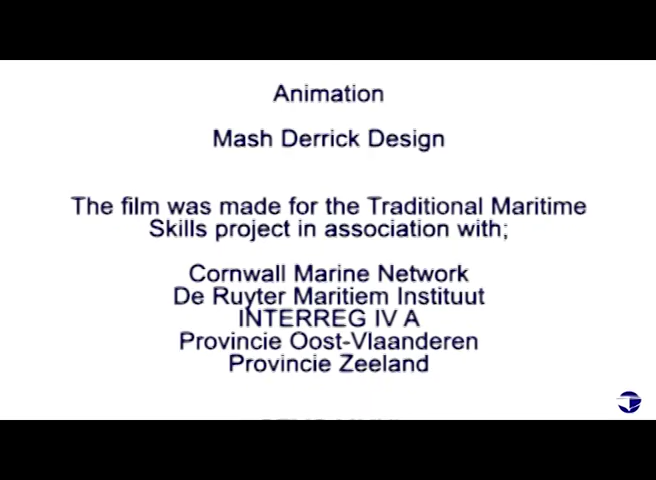 Animation
Mash Derrick Design
The film was made for the Traditional Maritime
Skills project in association with;
Cornwall Marine Network
De Ruyter Maritiem Instituut
INTERREG IV A
Provincie Oost-Vlaanderen
Provincie Zeeland